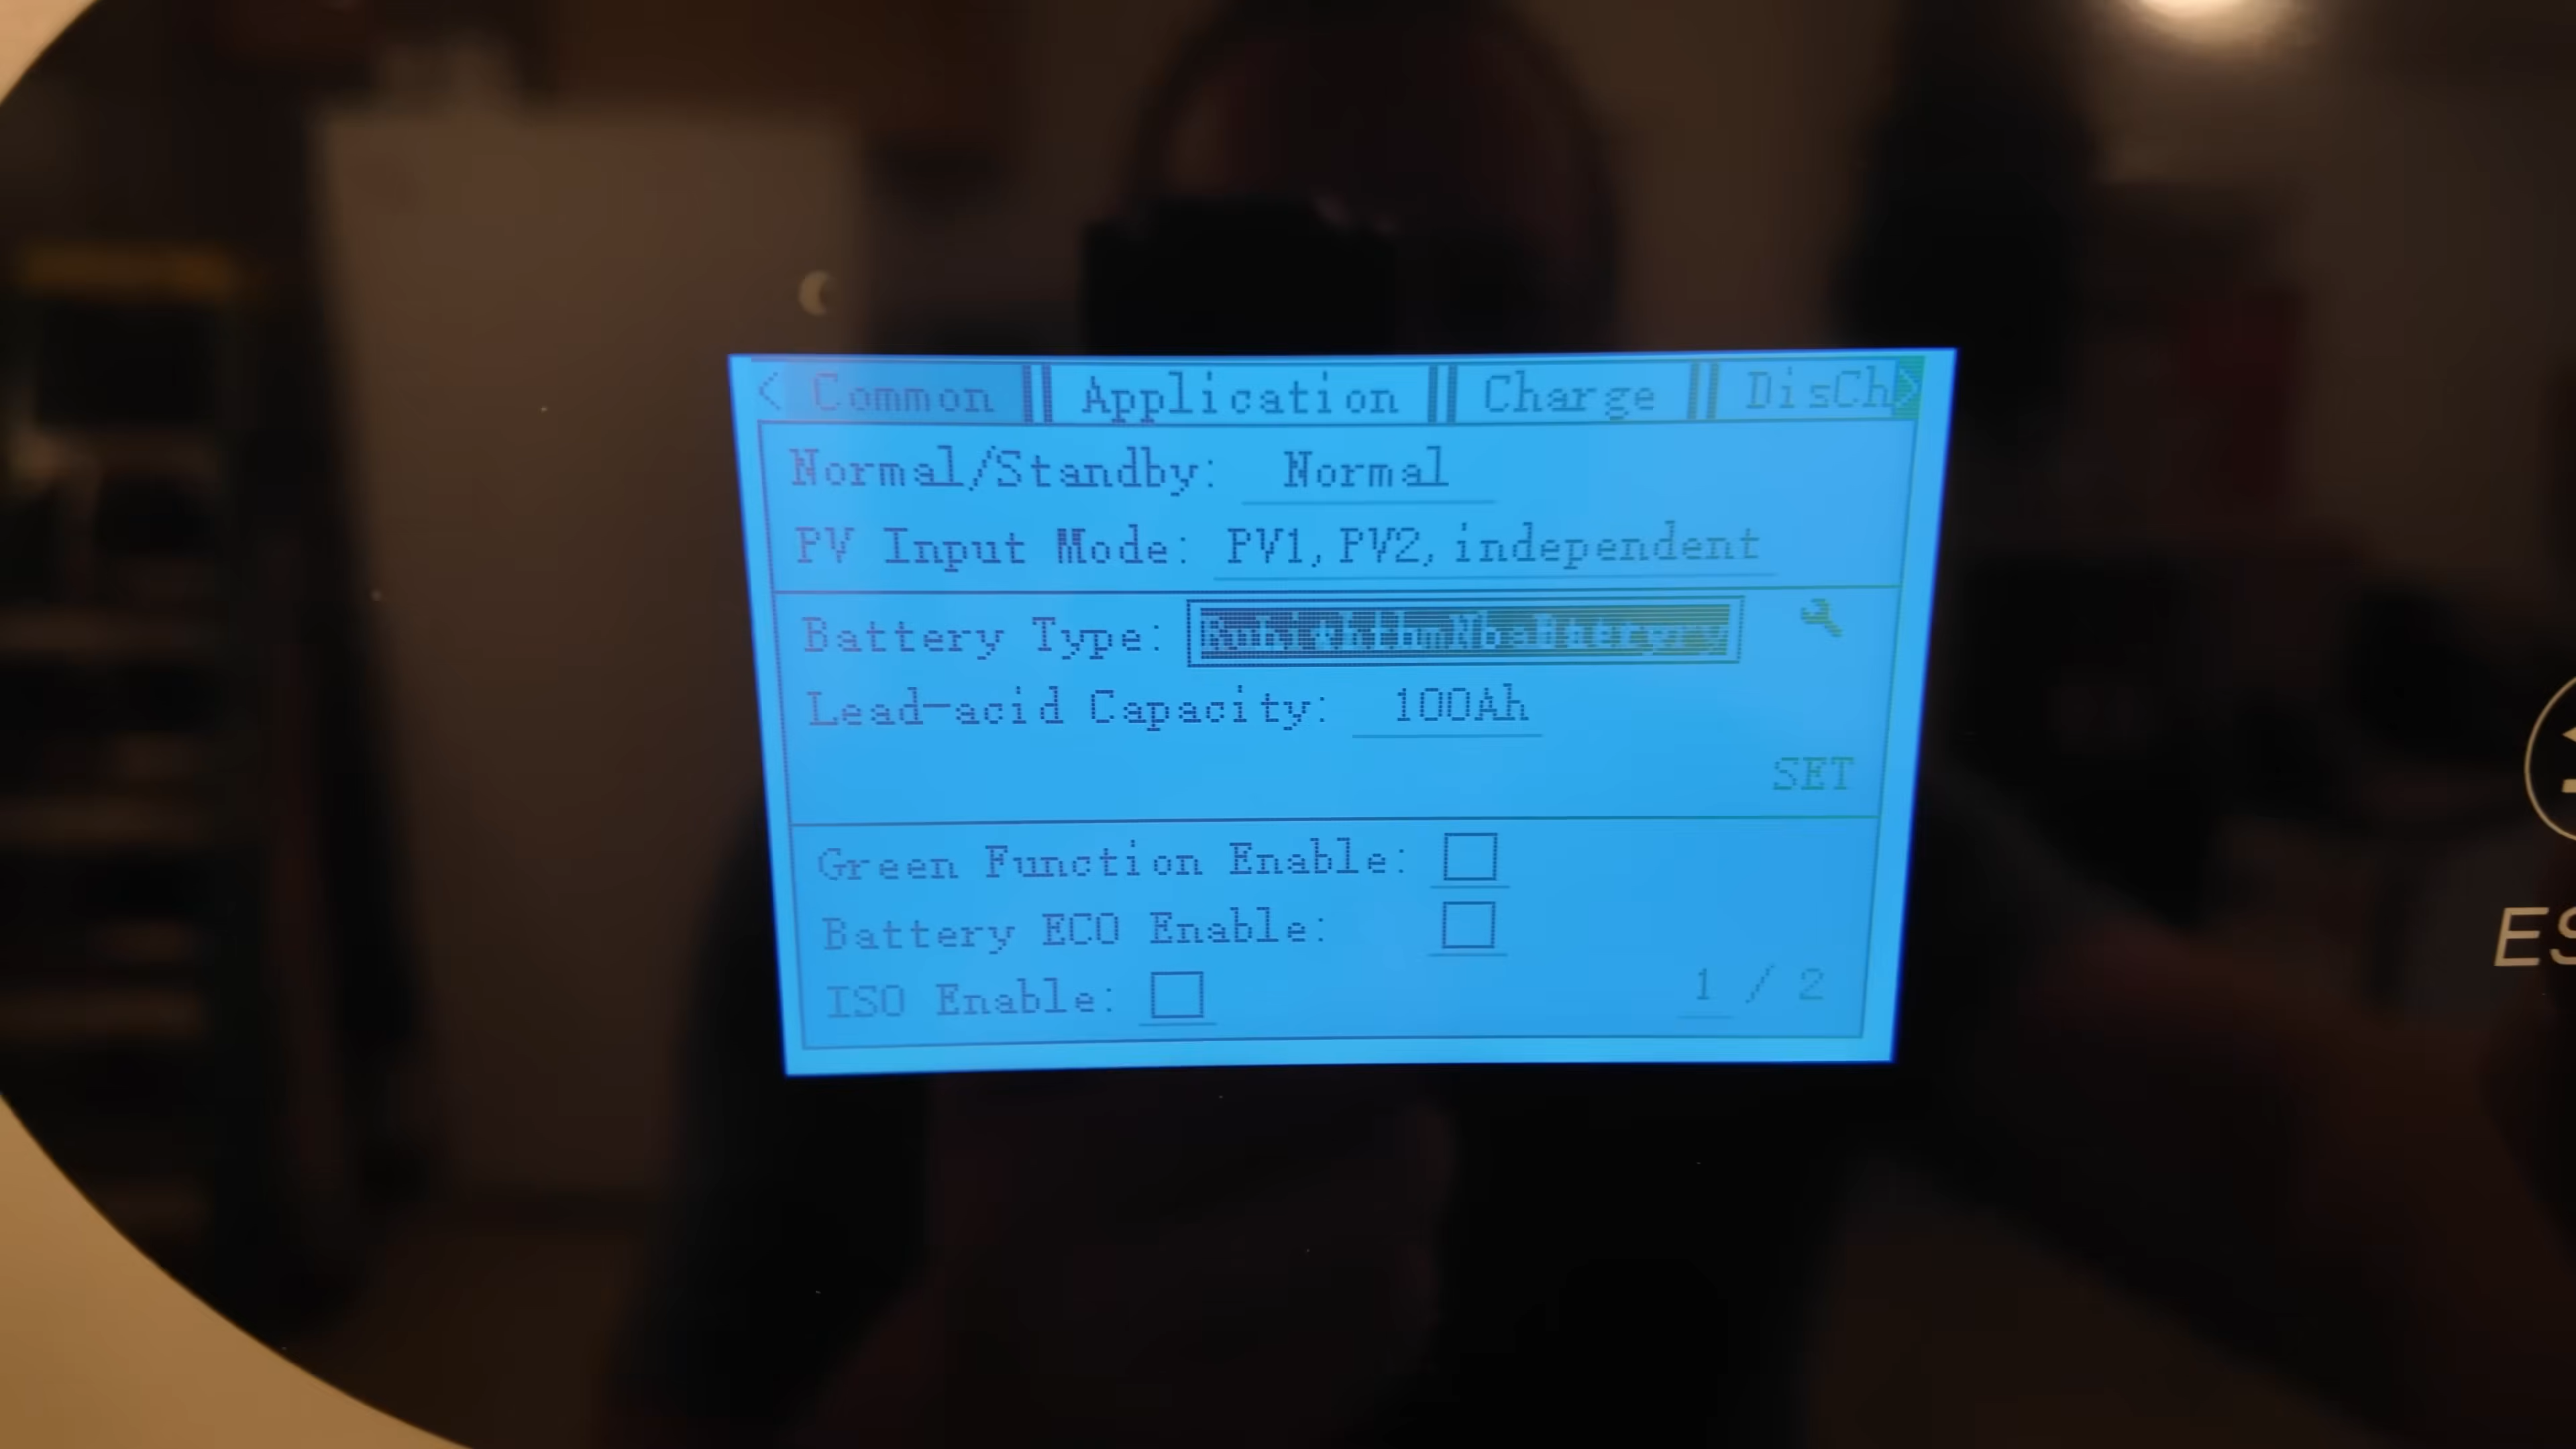 < Common Application Charge DisCh>
Normal/Standby: Normal
PV Input Mode: PV1, PV2, independent
Battery Type:
Lead-acid Capacity: 100Ah
SET
Green Function Enable:
Battery ECO Enable:
ISO Enable:
1 / 2